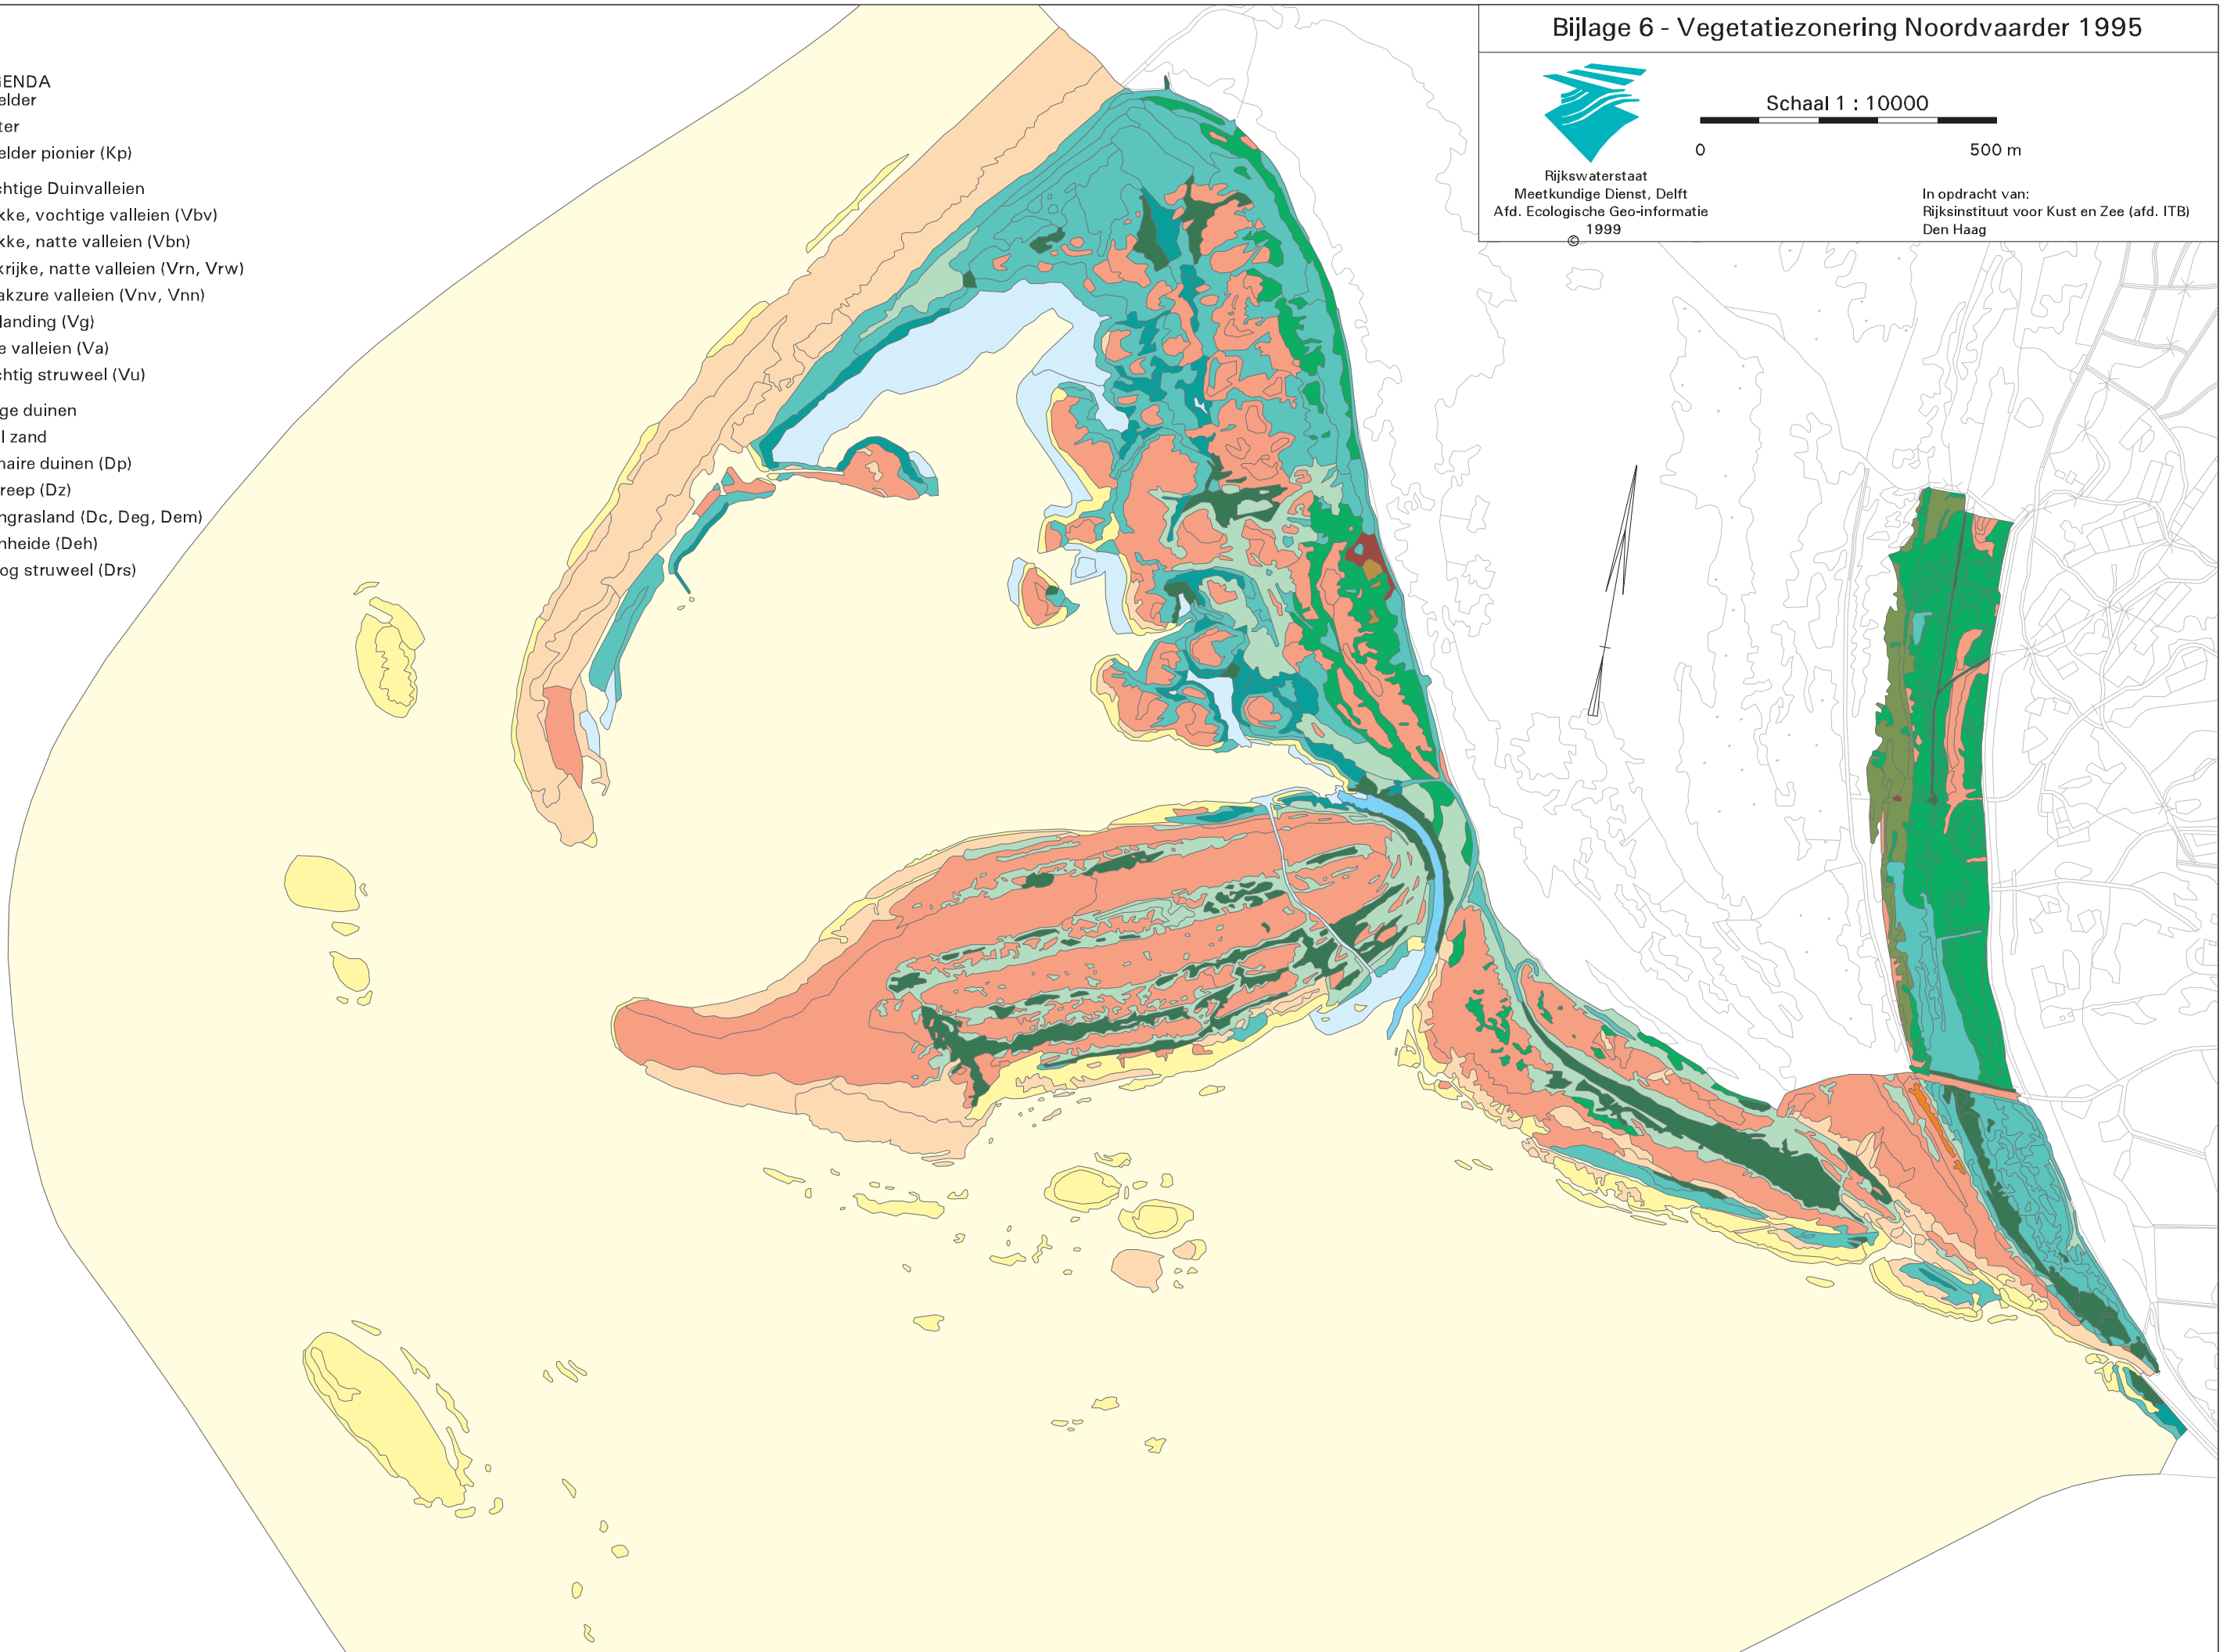 GENDA
elder
ter
elder pionier (Kp)
chtige Duinvalleien
kke, vochtige valleien (Vbv)
kke, natte valleien (Vbn)
krijke, natte valleien (Vrn, Vrw)
akzure valleien (Vnv, Vnn)
landing (Vg)
e valleien (Va)
chtig struweel (Vu)
ge duinen
l zand
naire duinen (Dp)
reep (Dz)
ngrasland (Dc, Deg, Dem)
nheide (Deh)
og struweel (Drs)
Bijlage 6 - Vegetatiezonering Noordvaarder 1995
Schaal 1 : 10000
0 500 m
Rijkswaterstaat
Meetkundige Dienst, Delft
Afd. Ecologische Geo-informatie
1999
©
In opdracht van:
Rijksinstituut voor Kust en Zee (afd. ITB)
Den Haag